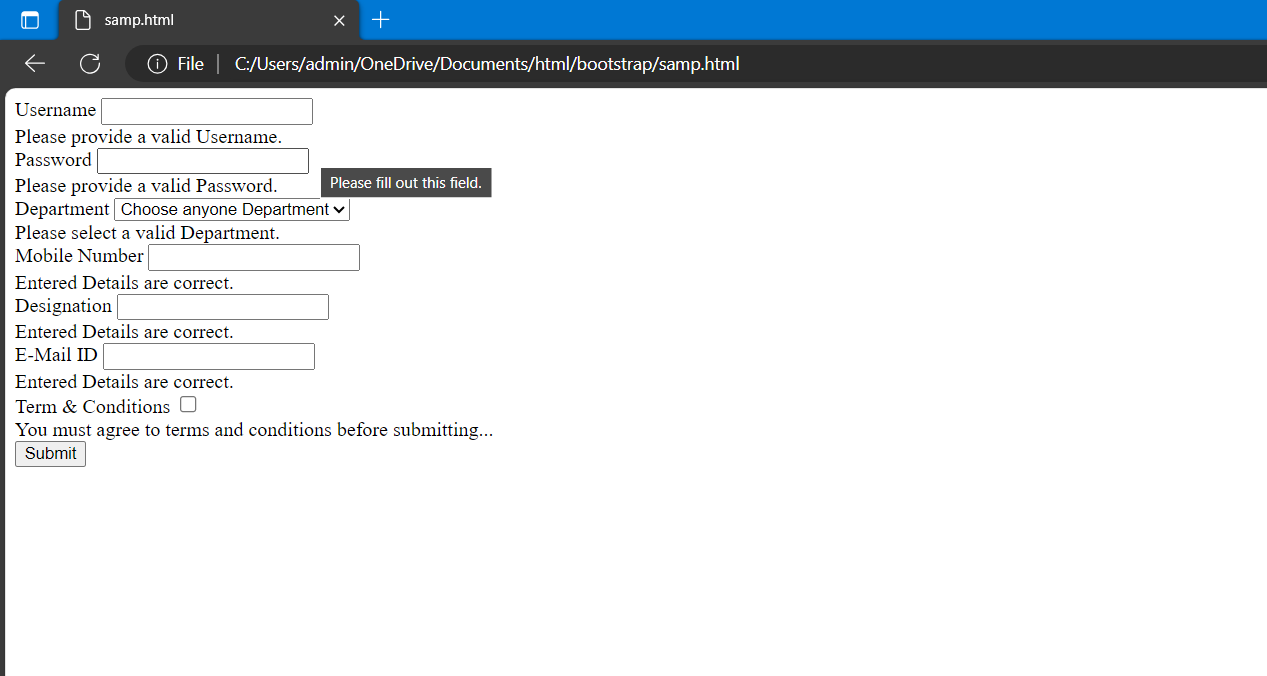 samp.html
File C:/Users/admin/OneDrive/Documents/html/bootstrap/samp.html
Username
Please provide a valid Username.
Password
Please provide a valid Password.
Please fill out this field.
Department Choose anyone Department
Please select a valid Department.
Mobile Number
Entered Details are correct.
Designation
Entered Details are correct.
E-Mail ID
Entered Details are correct.
Term & Conditions
You must agree to terms and conditions before submitting...
Submit